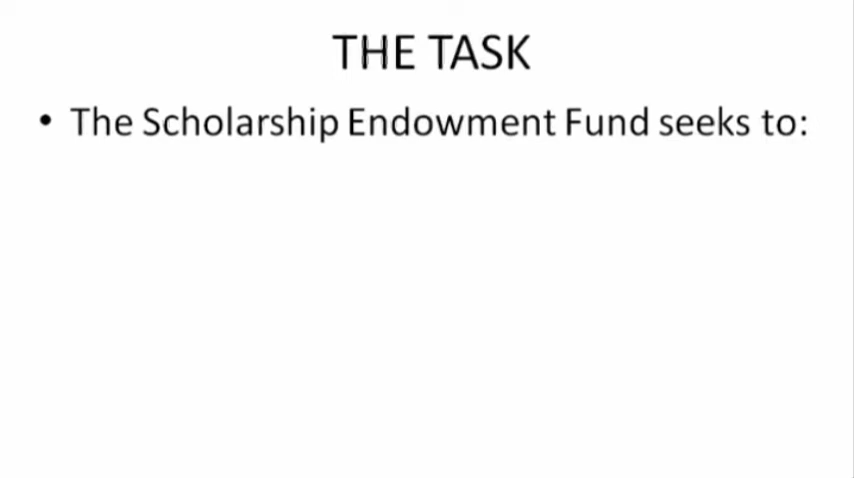 THE TASK
• The Scholarship Endowment Fund seeks to: